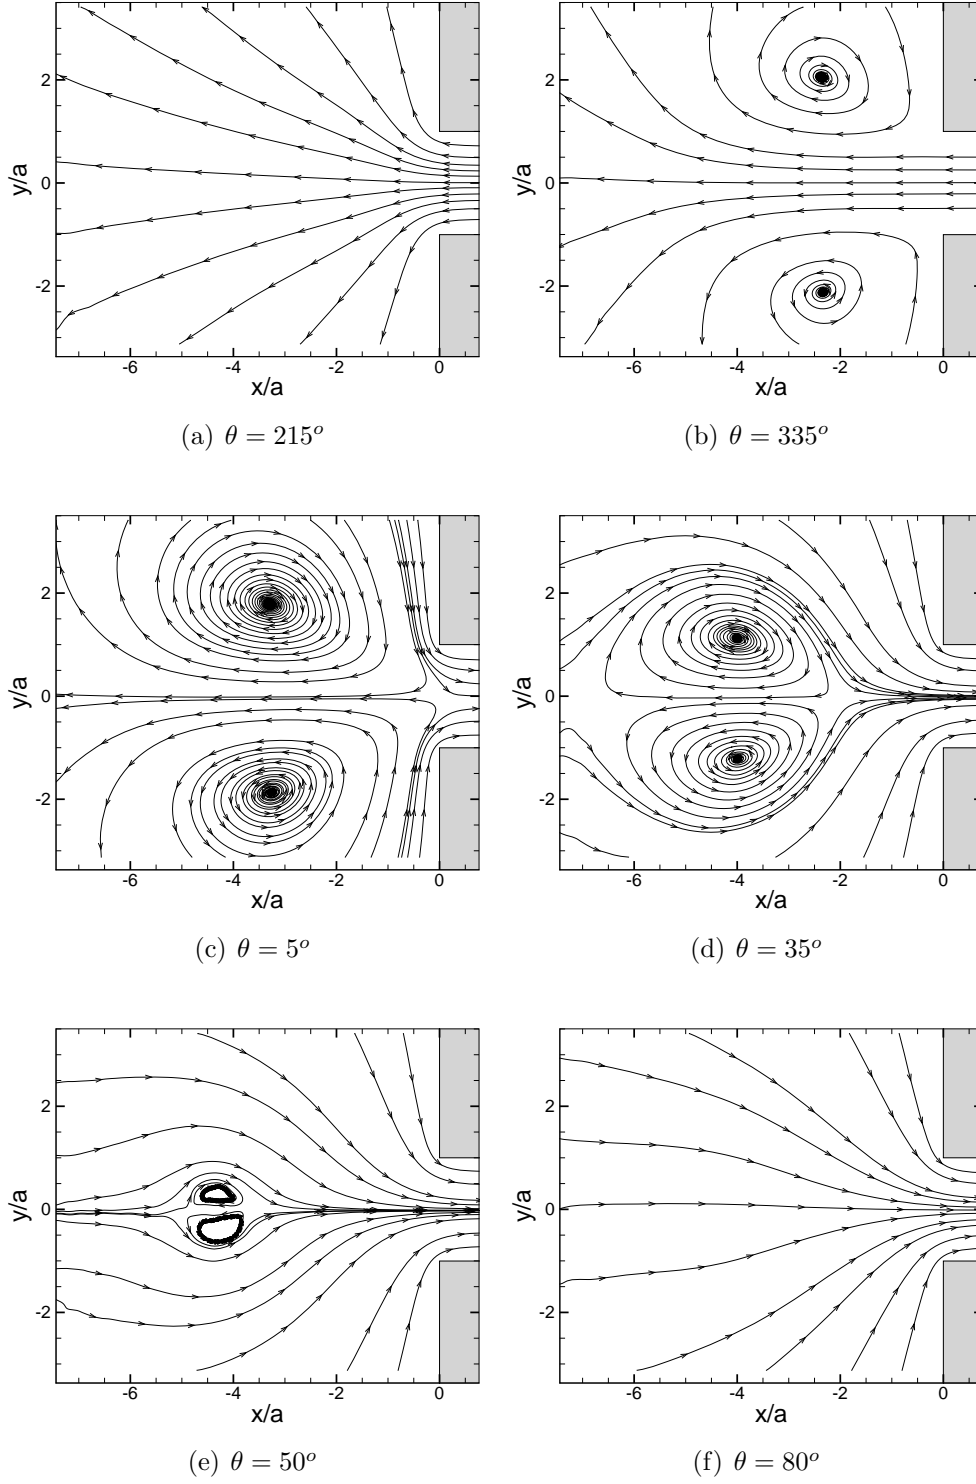 2
0
-2
y/a
-6
-4
-2
0
x/a
(a) θ = 215°
2
0
-2
y/a
-6
-4
-2
0
x/a
(b) θ = 335°
2
0
-2
y/a
-6
-4
-2
0
x/a
(c) θ = 5°
2
0
-2
y/a
-6
-4
-2
0
x/a
(d) θ = 35°
2
0
-2
y/a
-6
-4
-2
0
x/a
(e) θ = 50°
2
0
-2
y/a
-6
-4
-2
0
x/a
(f) θ = 80°